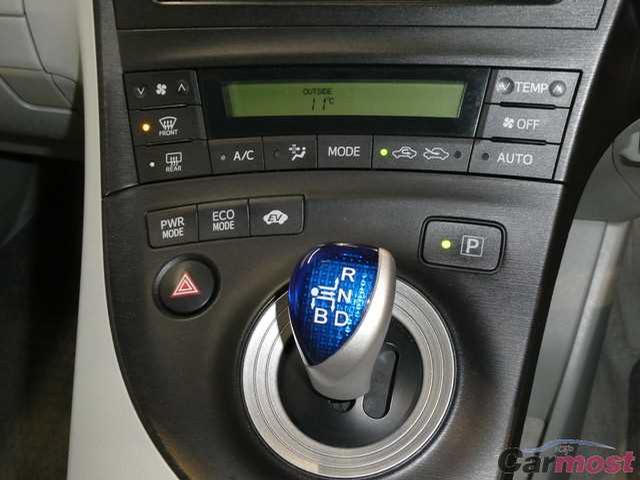 OUTSIDE
11°C
TEMP
FRONT
OFF
REAR
A/C
MODE
AUTO
PWR MODE
ECO MODE
EV
P
R
N
B D
Carmost